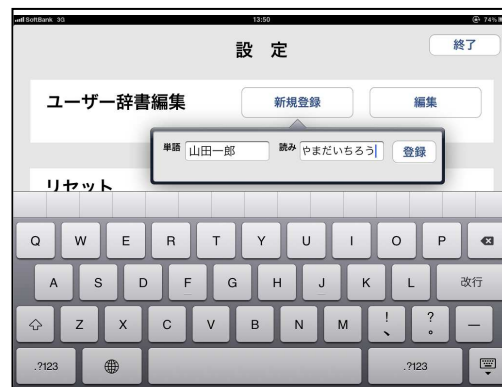 SoftBank 3G 13:50 74%
設 定 終了
ユーザー辞書編集 新規登録 編集
単語 山田一郎 読み やまだいちろう 登録
リセット
Q W E R T Y U I O P
A S D F G H J K L 改行
Z X C V B N M ! 、 ? 。 —
.?123 .?123